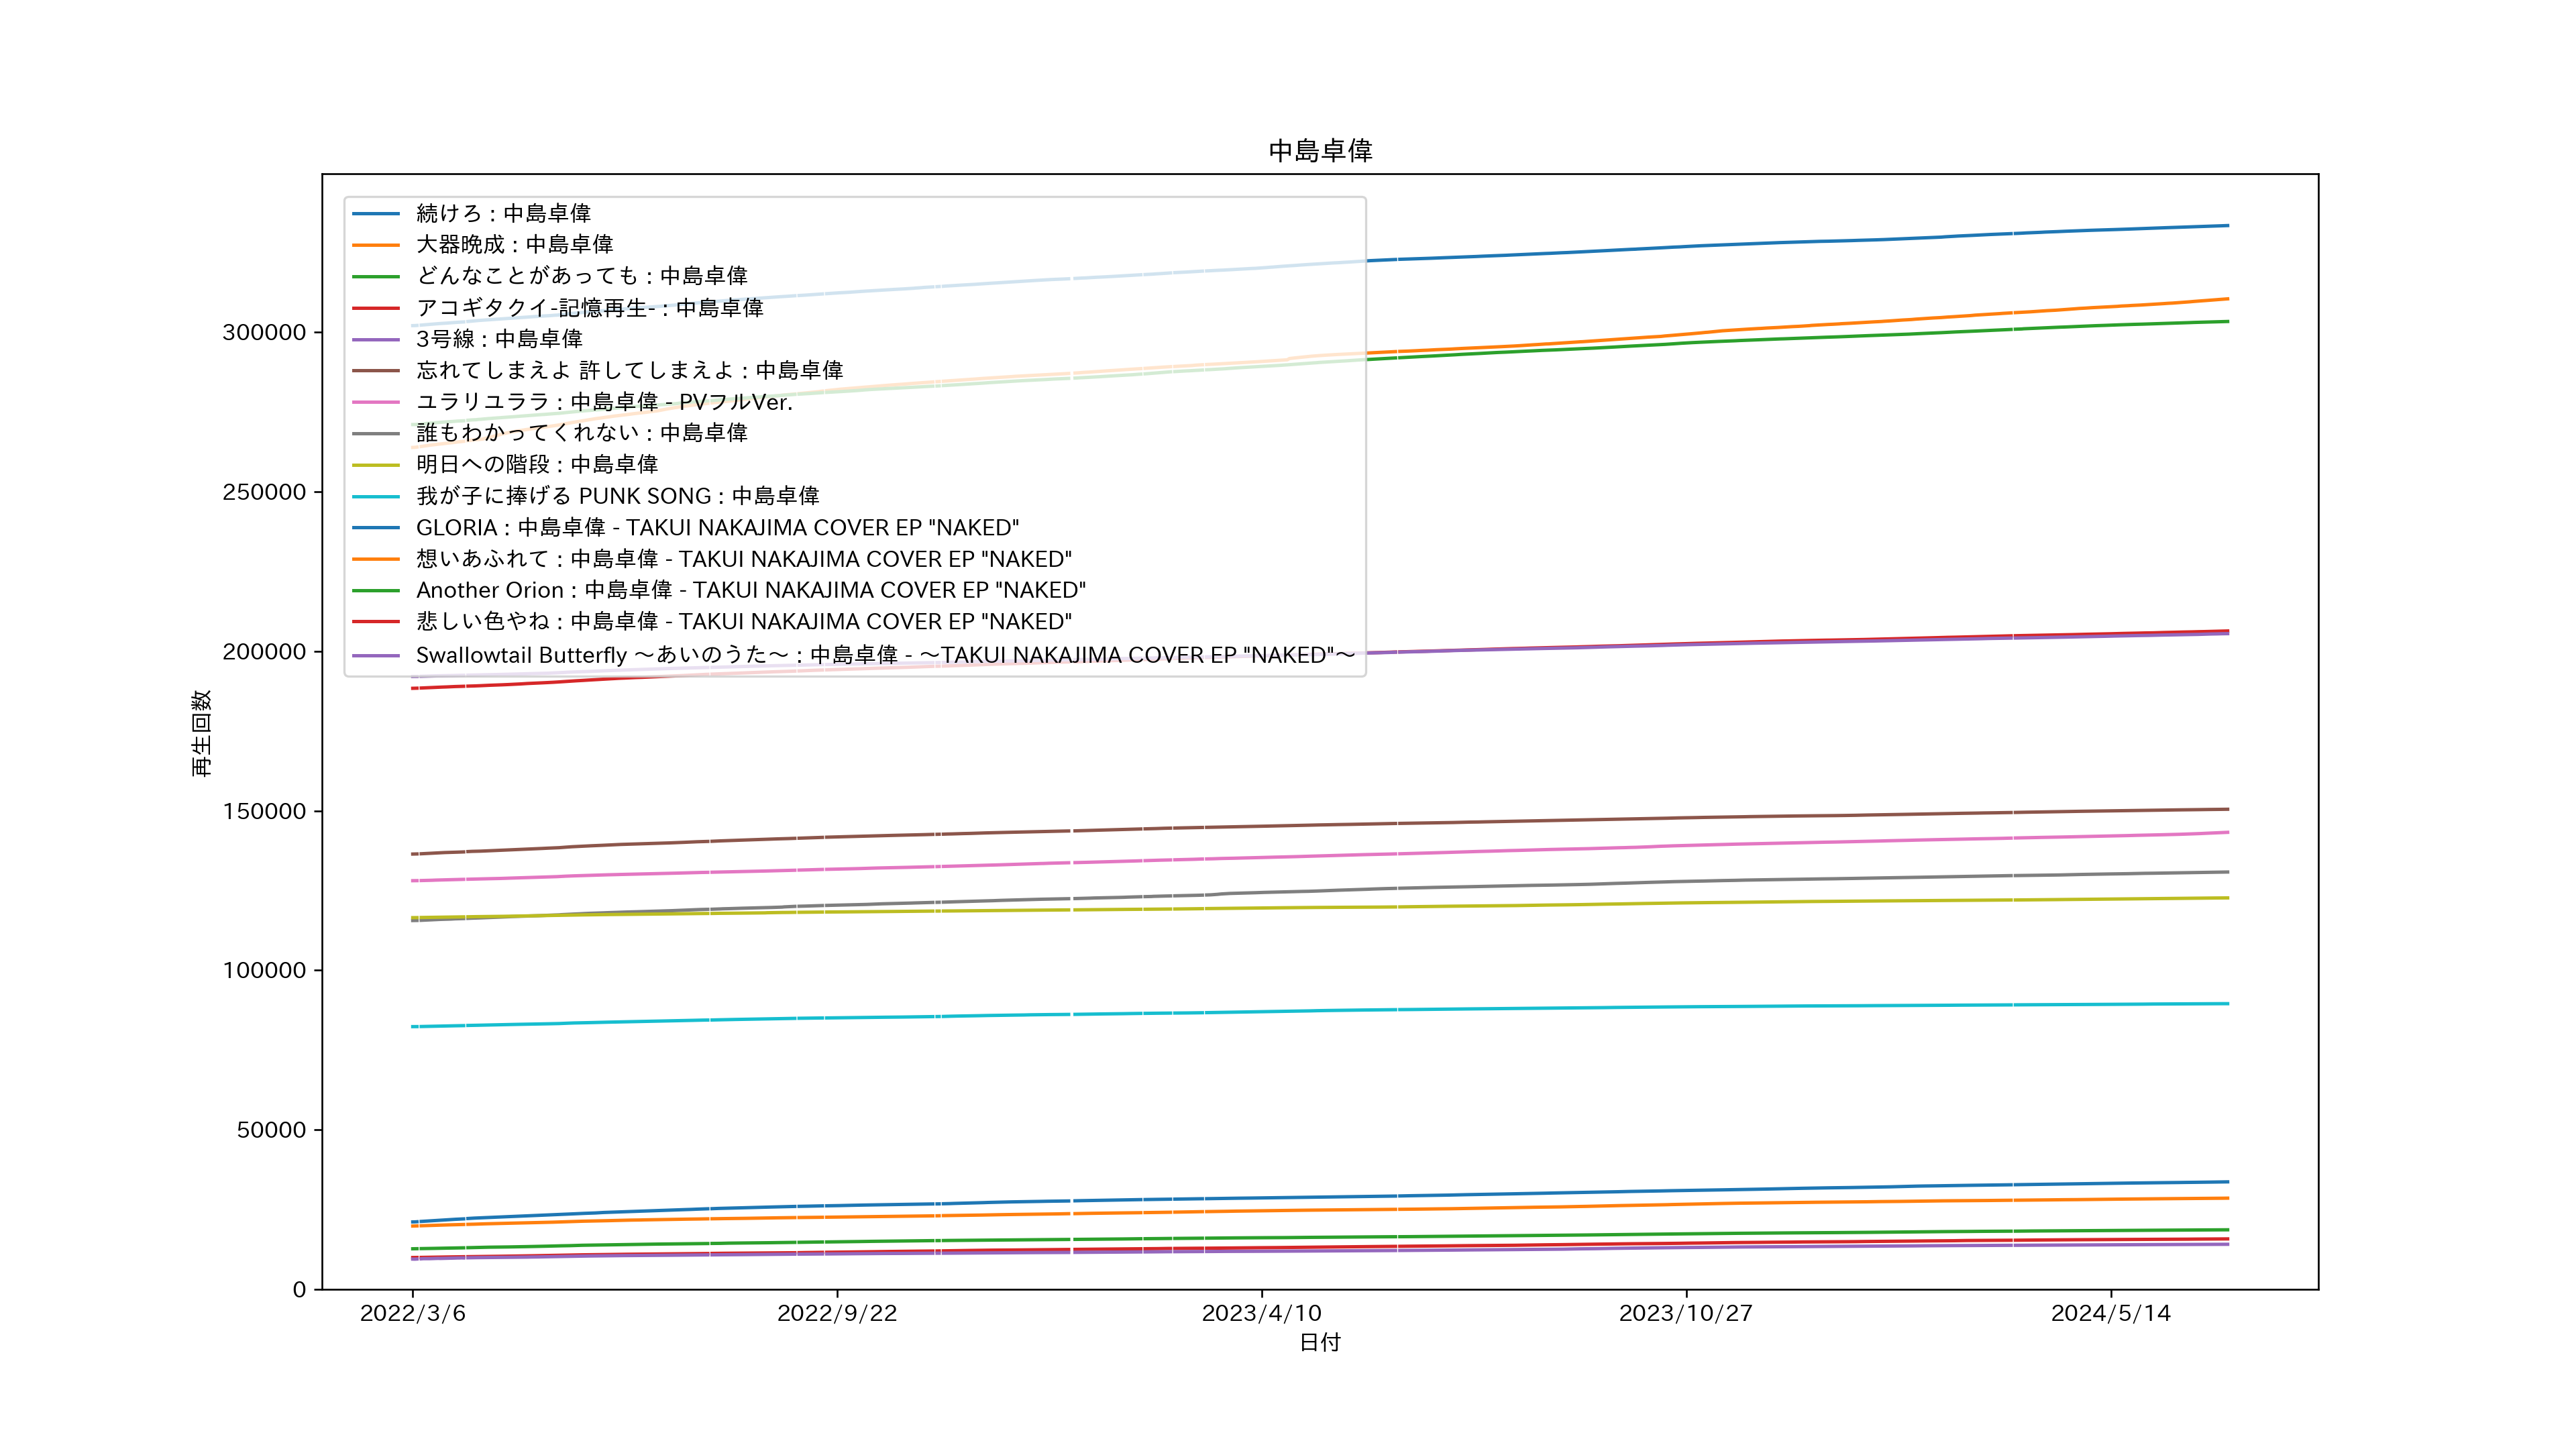 中島卓偉
続けろ : 中島卓偉
大器晩成 : 中島卓偉
どんなことがあっても : 中島卓偉
アコギタクイ-記憶再生- : 中島卓偉
3号線 : 中島卓偉
忘れてしまえよ 許してしまえよ : 中島卓偉
ユラリユララ : 中島卓偉 - PVフルVer.
誰もわかってくれない : 中島卓偉
明日への階段 : 中島卓偉
我が子に捧げる PUNK SONG : 中島卓偉
GLORIA : 中島卓偉 - TAKUI NAKAJIMA COVER EP "NAKED"
想いあふれて : 中島卓偉 - TAKUI NAKAJIMA COVER EP "NAKED"
Another Orion : 中島卓偉 - TAKUI NAKAJIMA COVER EP "NAKED"
悲しい色やね : 中島卓偉 - TAKUI NAKAJIMA COVER EP "NAKED"
Swallowtail Butterfly 〜あいのうた〜 : 中島卓偉 - 〜TAKUI NAKAJIMA COVER EP "NAKED"〜
300000
250000
200000
150000
100000
50000
0
再生回数
2022/3/6
2022/9/22
2023/4/10
2023/10/27
2024/5/14
日付